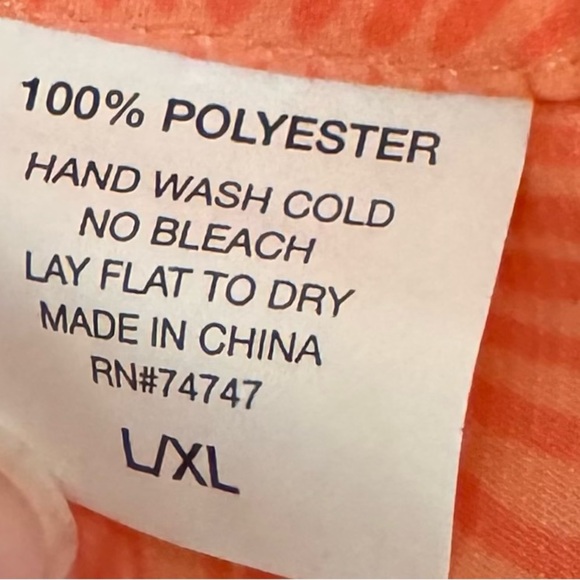 100% POLYESTER
HAND WASH COLD
NO BLEACH
LAY FLAT TO DRY
MADE IN CHINA
RN#74747
L/XL